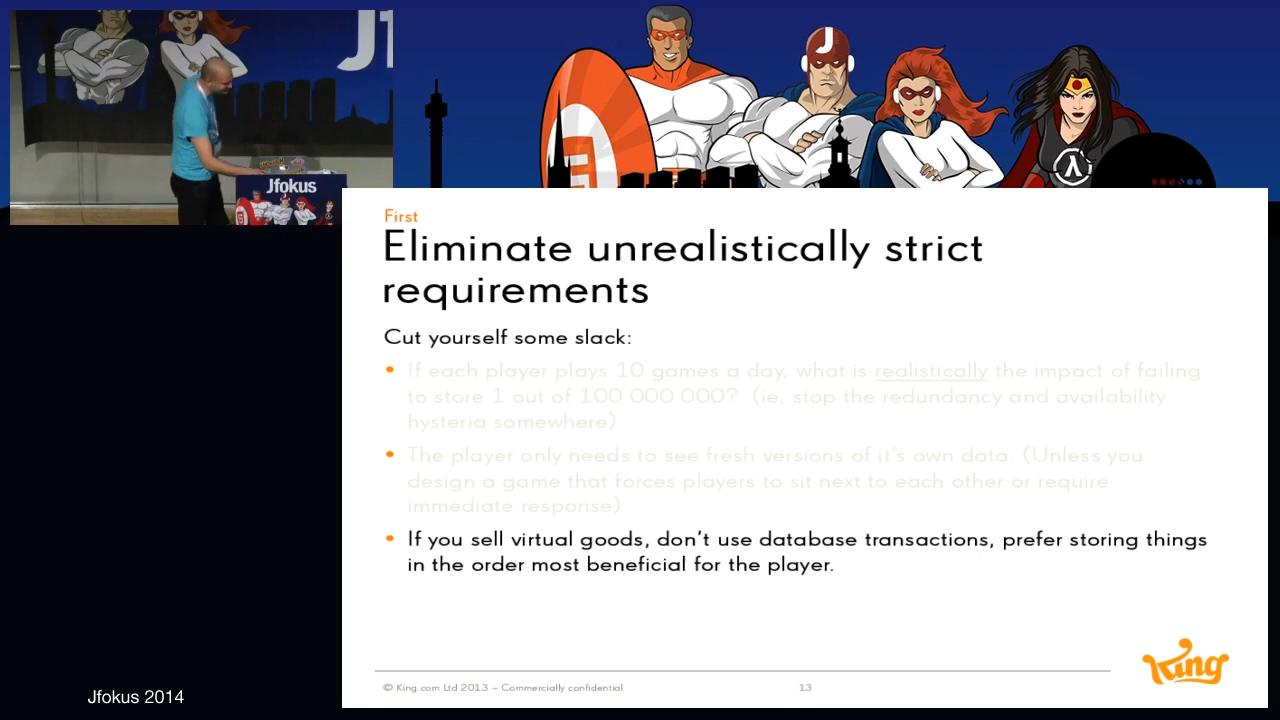 J1
Jfokus
J
λ
First
Eliminate unrealistically strict
requirements
Cut yourself some slack:
• If each player plays 10 games a day, what is realistically the impact of failing
to store 1 out of 100 000 000? (ie, stop the redundancy and availability
hysteria somewhere)
• The player only needs to see fresh versions of it's own data. (Unless you
design a game that forces players to sit next to each other or require
immediate response)
• If you sell virtual goods, don't use database transactions, prefer storing things
in the order most beneficial for the player.
© King.com Ltd 2013 – Commercially confidential
13
King
Jfokus 2014